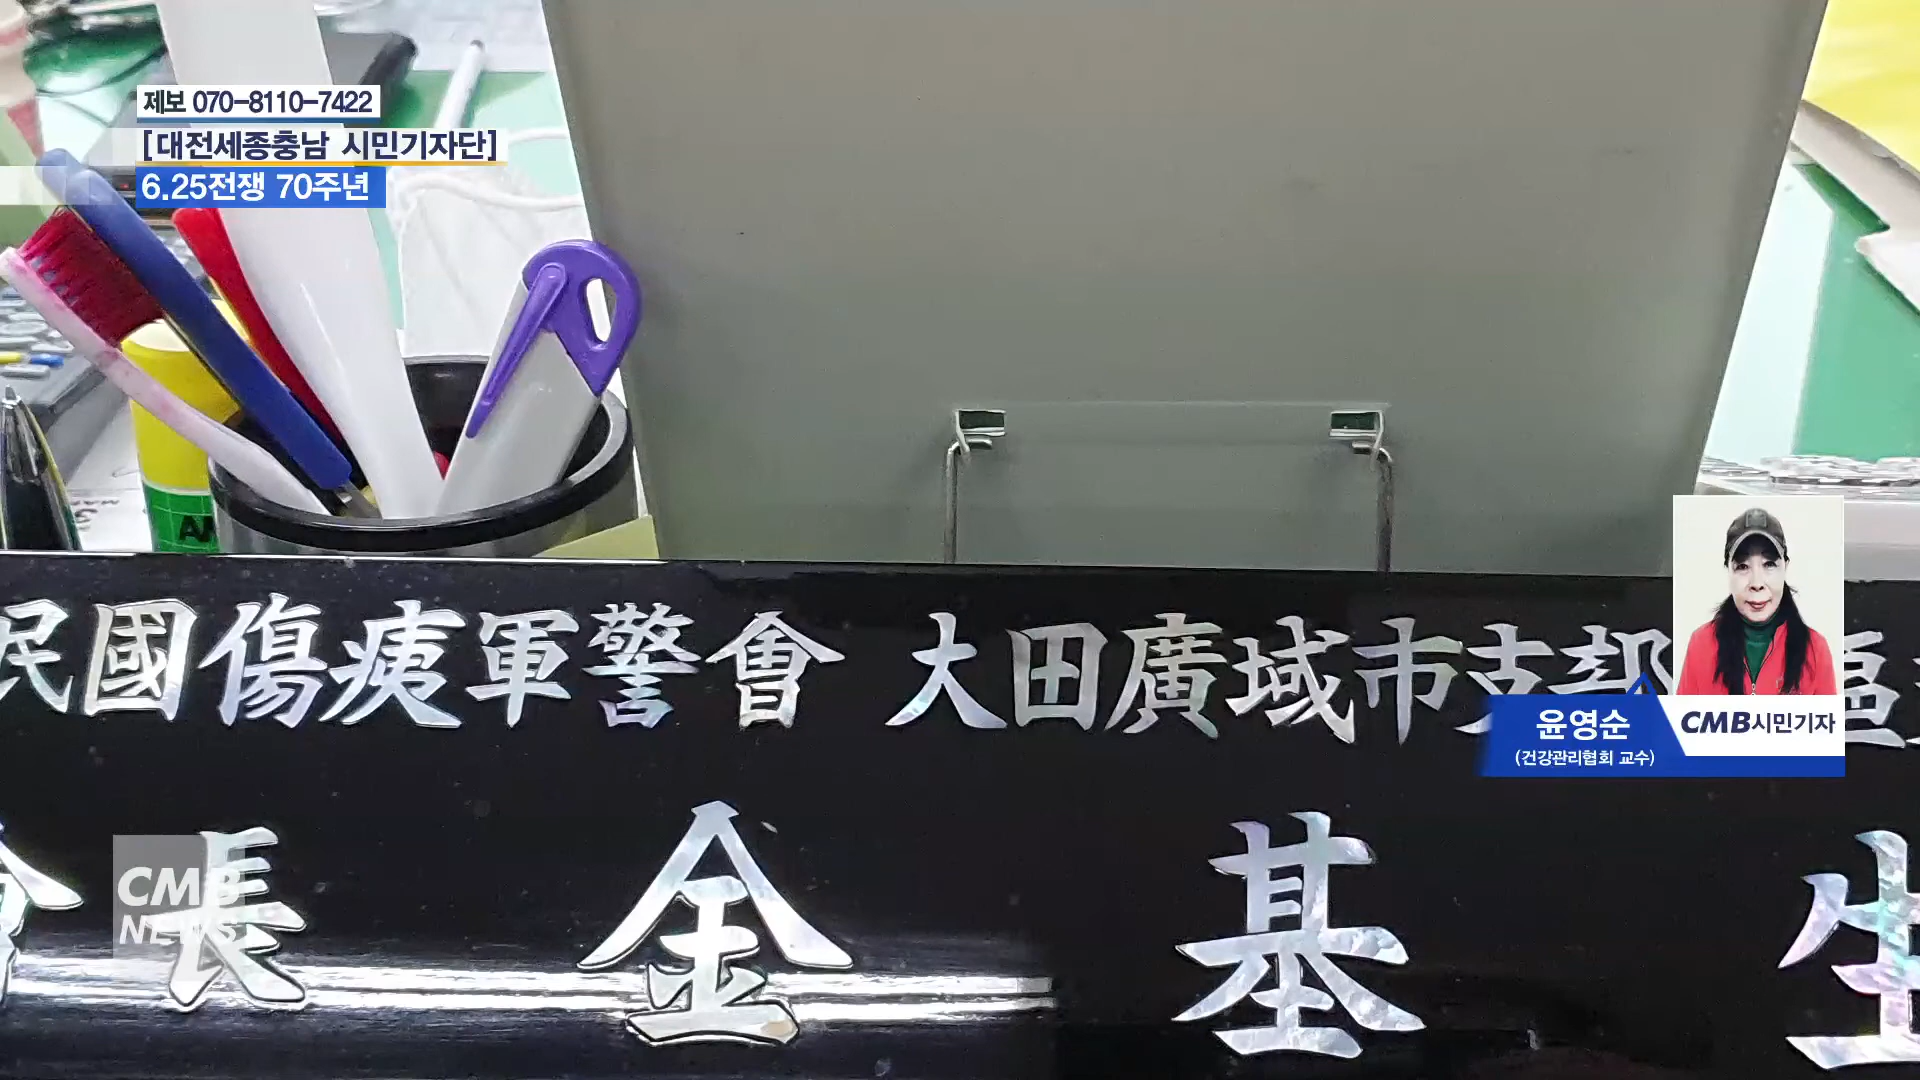 제보 070-8110-7422
[대전세종충남 시민기자단]
6.25전쟁 70주년
民國傷痍軍警會 大田廣域市支部
윤영순
(건강관리협회 교수)
CMB시민기자
會長 金基生
CMB
NEWS